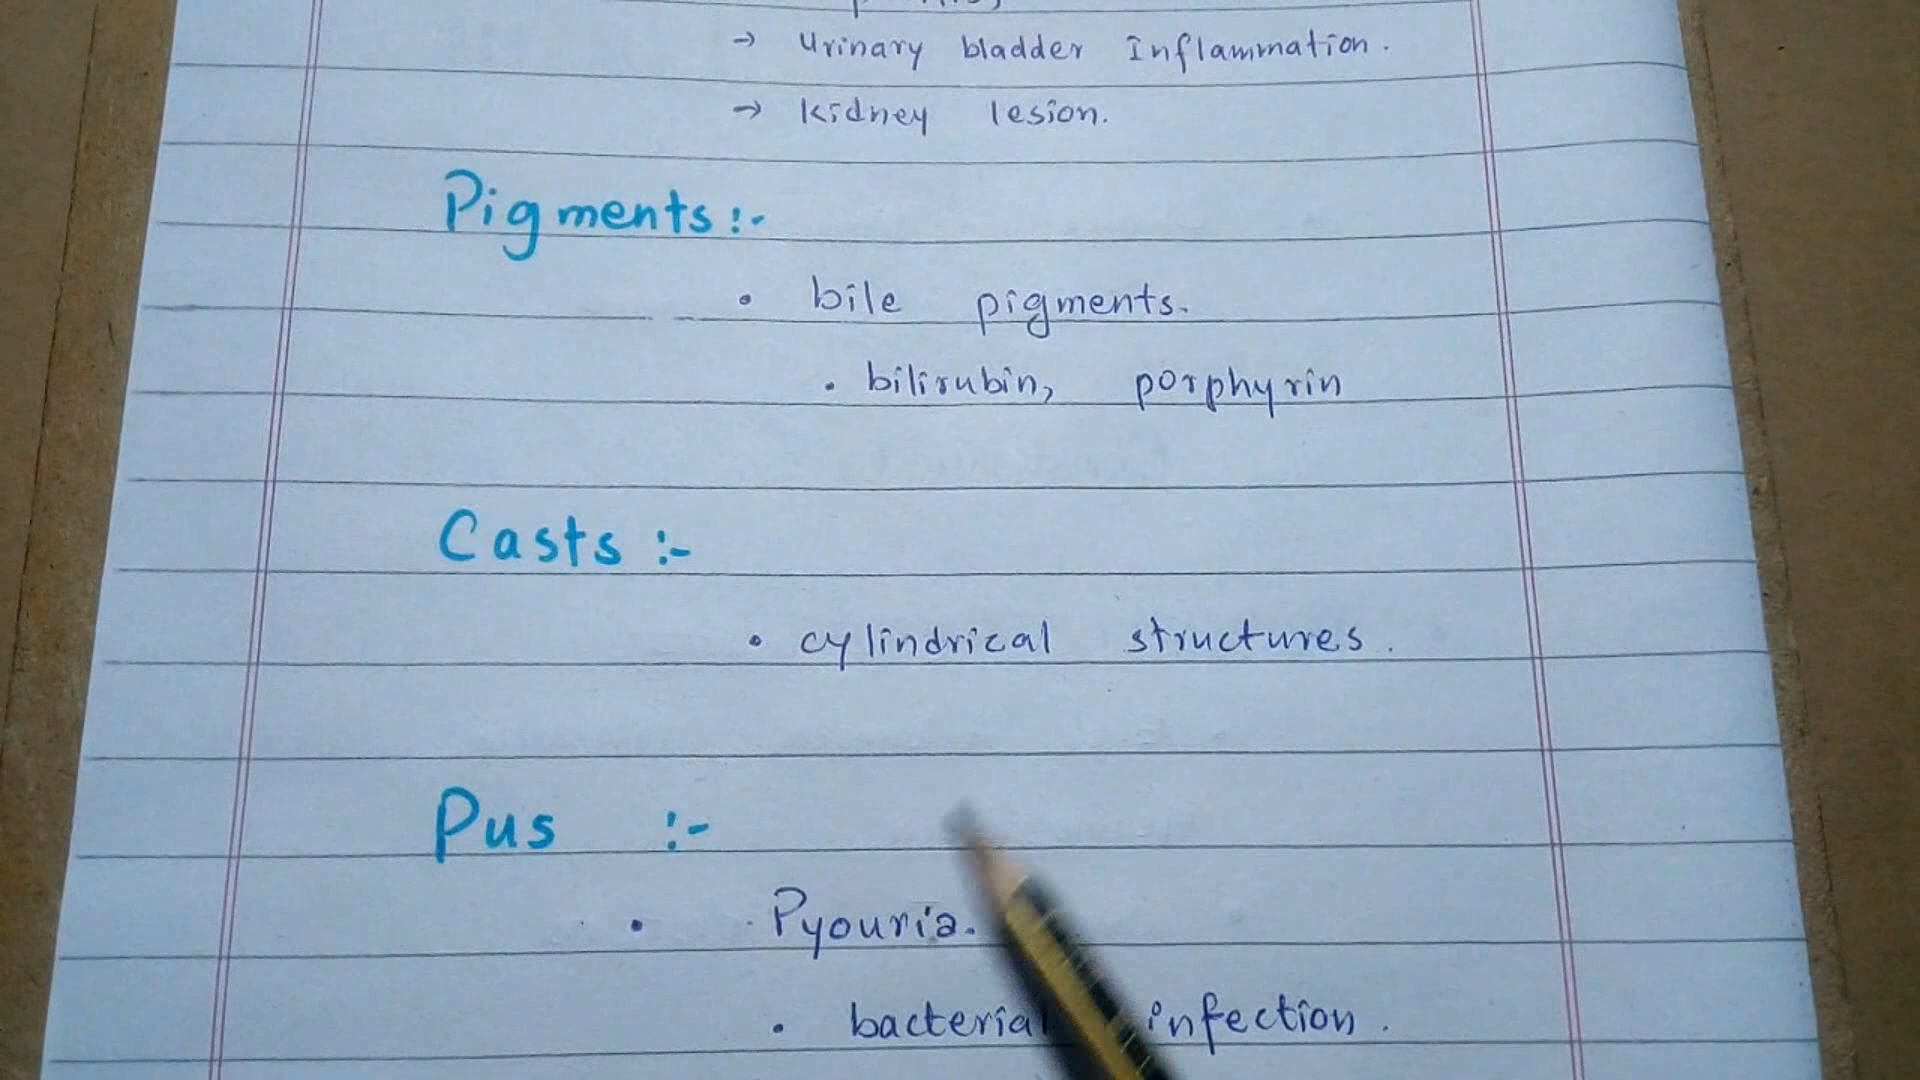 → Urinary bladder Inflammation.
→ kidney lesion.
Pigments:-
• bile pigments.
• bilirubin, porphyrin
Casts :-
• cylindrical structures.
Pus :-
• Pyouria.
• bacterial infection.